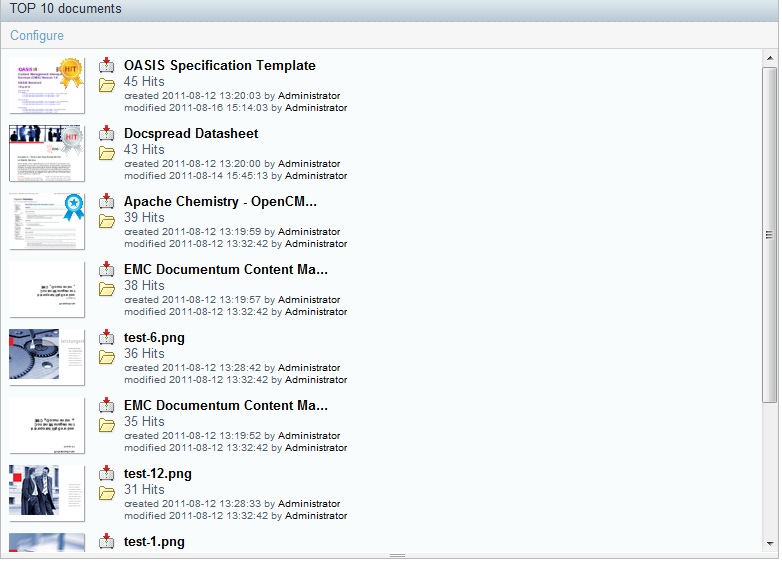 TOP 10 documents
Configure
OASIS
HIT
OASIS Specification Template
45 Hits
created 2011-08-12 13:20:03 by Administrator
modified 2011-08-16 15:14:03 by Administrator
HIT
Docspread Datasheet
43 Hits
created 2011-08-12 13:20:00 by Administrator
modified 2011-08-14 15:45:13 by Administrator
Apache Chemistry - OpenCM...
39 Hits
created 2011-08-12 13:19:59 by Administrator
modified 2011-08-12 13:32:42 by Administrator
EMC Documentum Content Ma...
38 Hits
created 2011-08-12 13:19:57 by Administrator
modified 2011-08-12 13:32:42 by Administrator
test-6.png
36 Hits
created 2011-08-12 13:28:42 by Administrator
modified 2011-08-12 13:32:42 by Administrator
EMC Documentum Content Ma...
35 Hits
created 2011-08-12 13:19:52 by Administrator
modified 2011-08-12 13:32:42 by Administrator
test-12.png
31 Hits
created 2011-08-12 13:28:33 by Administrator
modified 2011-08-12 13:32:42 by Administrator
test-1.png